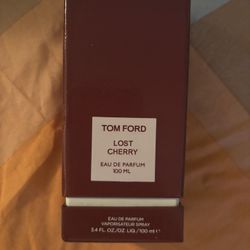 TOM FORD
LOST
CHERRY
EAU DE PARFUM
100 ML
EAU DE PARFUM
VAPORISATEUR SPRAY
3.4 FL. OZ./OZ. LIQ. / 100 ml ℮